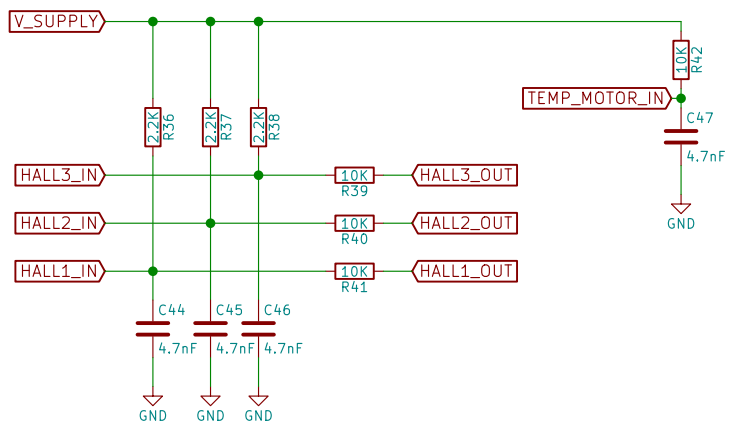 V_SUPPLY
10K
R42
TEMP_MOTOR_IN
C47
4.7nF
GND
2.2K
R36
2.2K
R37
2.2K
R38
HALL3_IN
10K
R39
HALL3_OUT
HALL2_IN
10K
R40
HALL2_OUT
HALL1_IN
10K
R41
HALL1_OUT
C44
4.7nF
C45
4.7nF
C46
4.7nF
GND
GND
GND